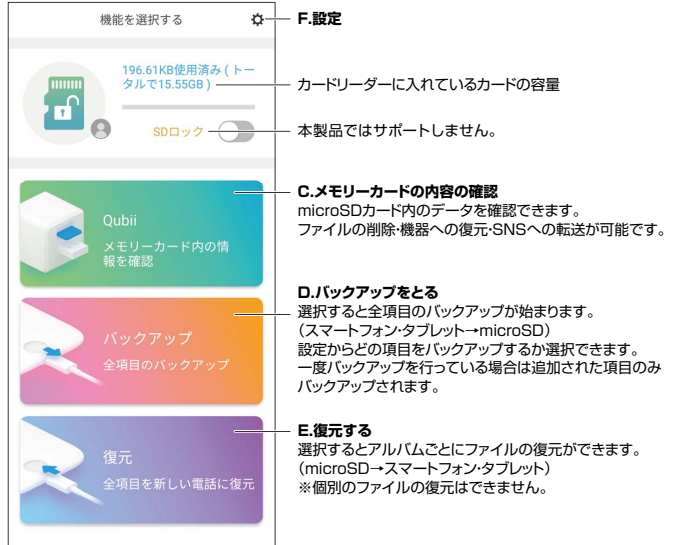 機能を選択する
F.設定
196.61KB使用済み ( トー
タルで15.55GB )
カードリーダーに入れているカードの容量
SDロック
本製品ではサポートしません。
Qubii
メモリーカード内の情
報を確認
C.メモリーカードの内容の確認
microSDカード内のデータを確認できます。
ファイルの削除・機器への復元・SNSへの転送が可能です。
バックアップ
全項目のバックアップ
D.バックアップをとる
選択すると全項目のバックアップが始まります。
（スマートフォン・タブレット→microSD）
設定からどの項目をバックアップするか選択できます。
一度バックアップを行っている場合は追加された項目のみ
バックアップされます。
復元
全項目を新しい電話に復元
E.復元する
選択するとアルバムごとにファイルの復元ができます。
（microSD→スマートフォン・タブレット）
※個別のファイルの復元はできません。